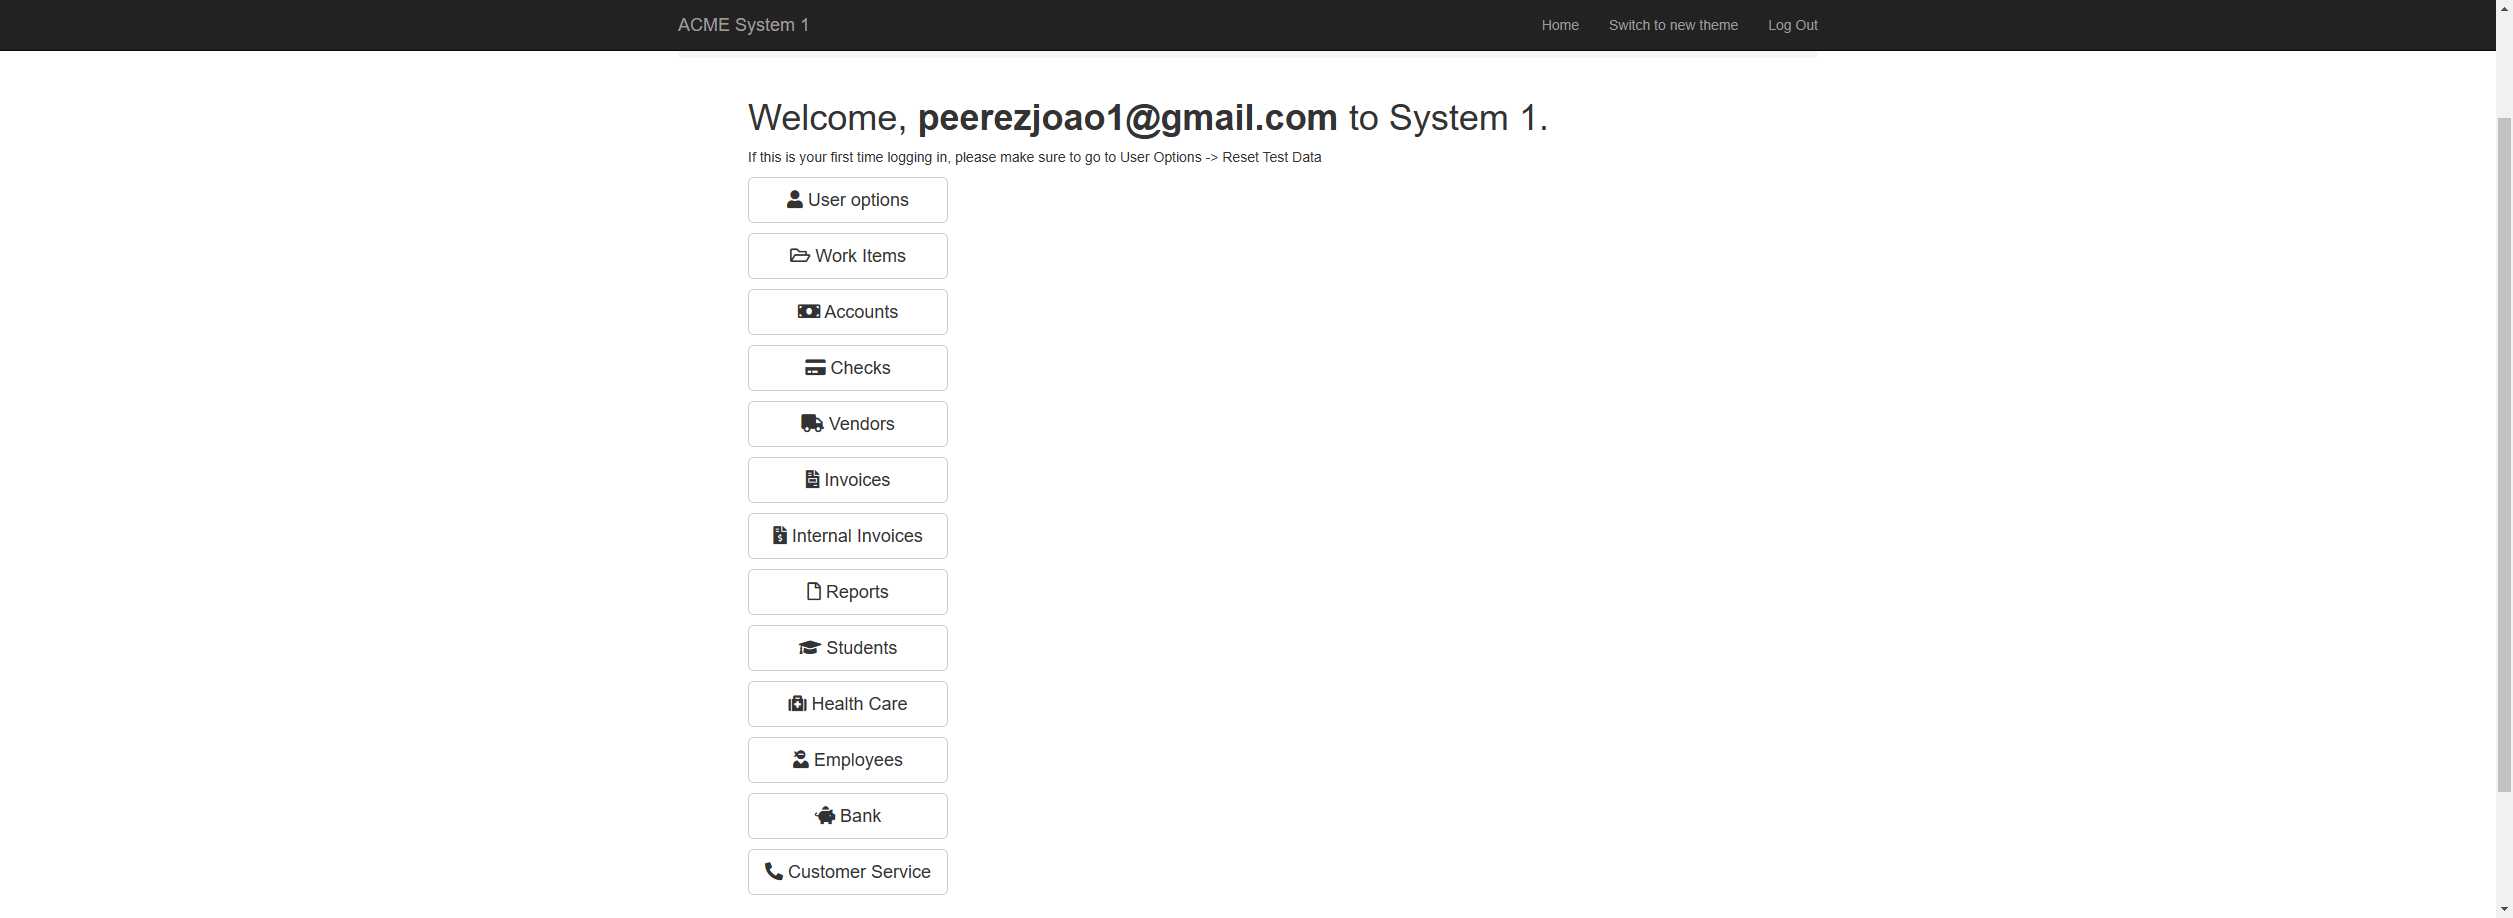 ACME System 1
Home Switch to new theme Log Out
Welcome, peerezjoao1@gmail.com to System 1.
If this is your first time logging in, please make sure to go to User Options -> Reset Test Data
User options
Work Items
Accounts
Checks
Vendors
Invoices
Internal Invoices
Reports
Students
Health Care
Employees
Bank
Customer Service